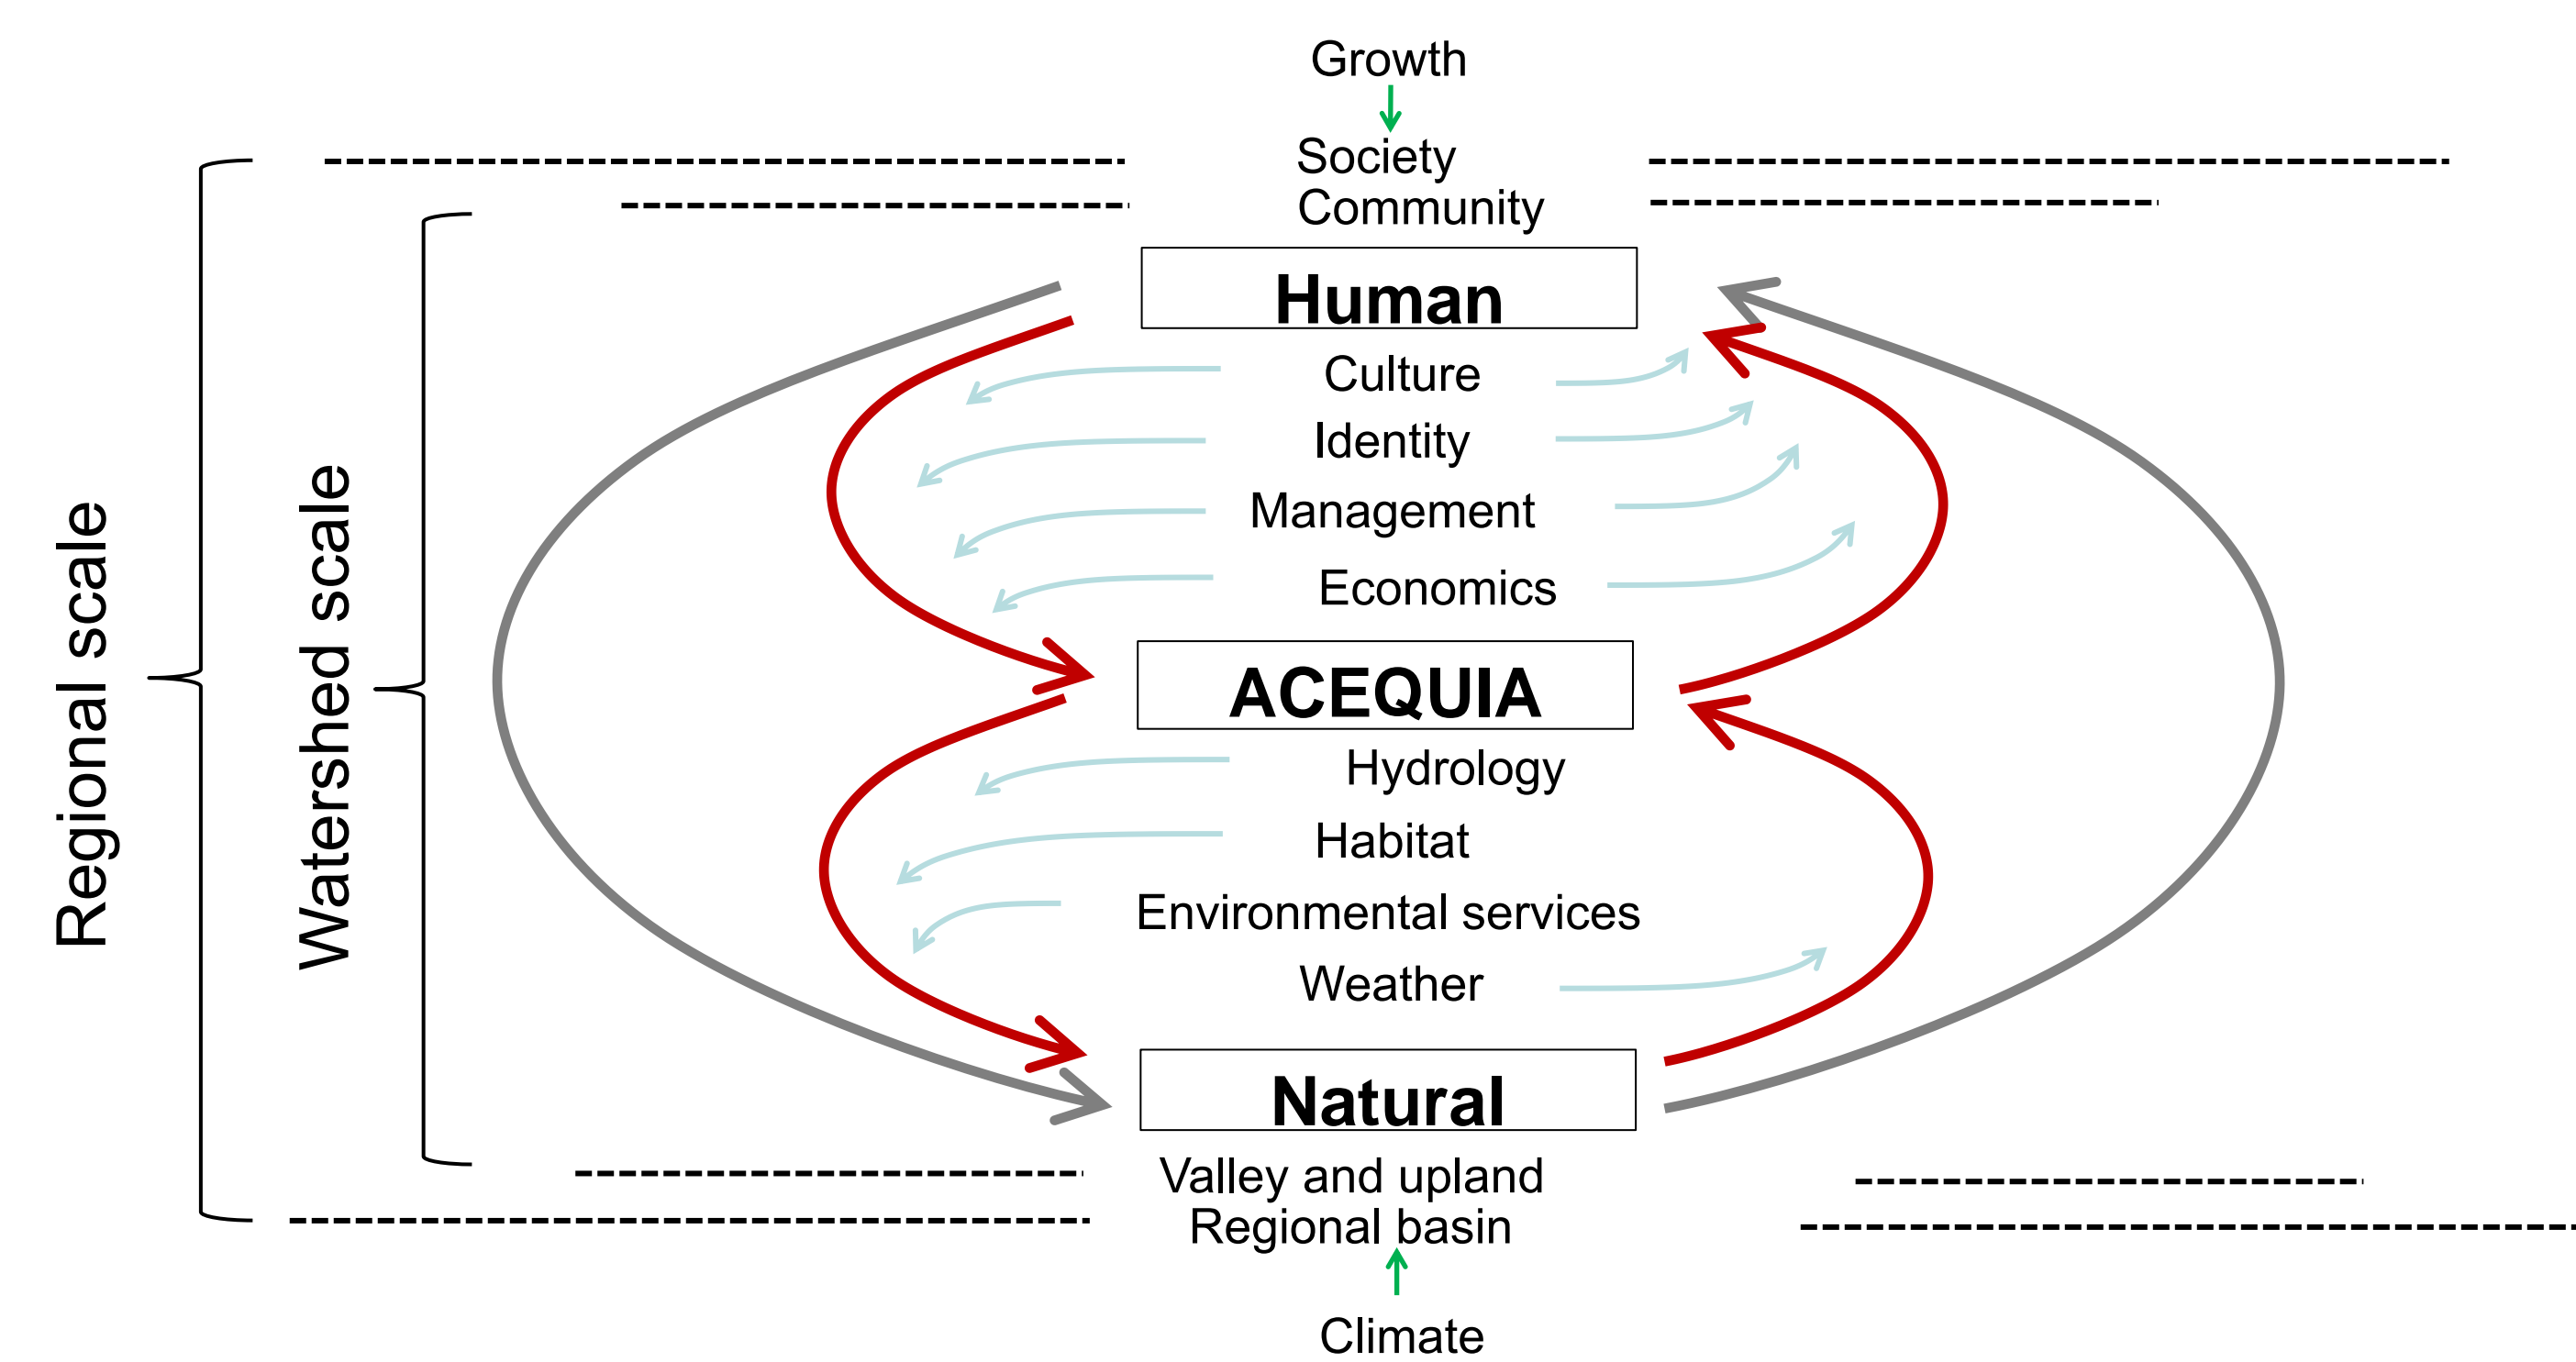 Growth
Society
Community
Human
Culture
Identity
Management
Economics
ACEQUIA
Hydrology
Habitat
Environmental services
Weather
Natural
Valley and upland
Regional basin
Climate
Regional scale
Watershed scale